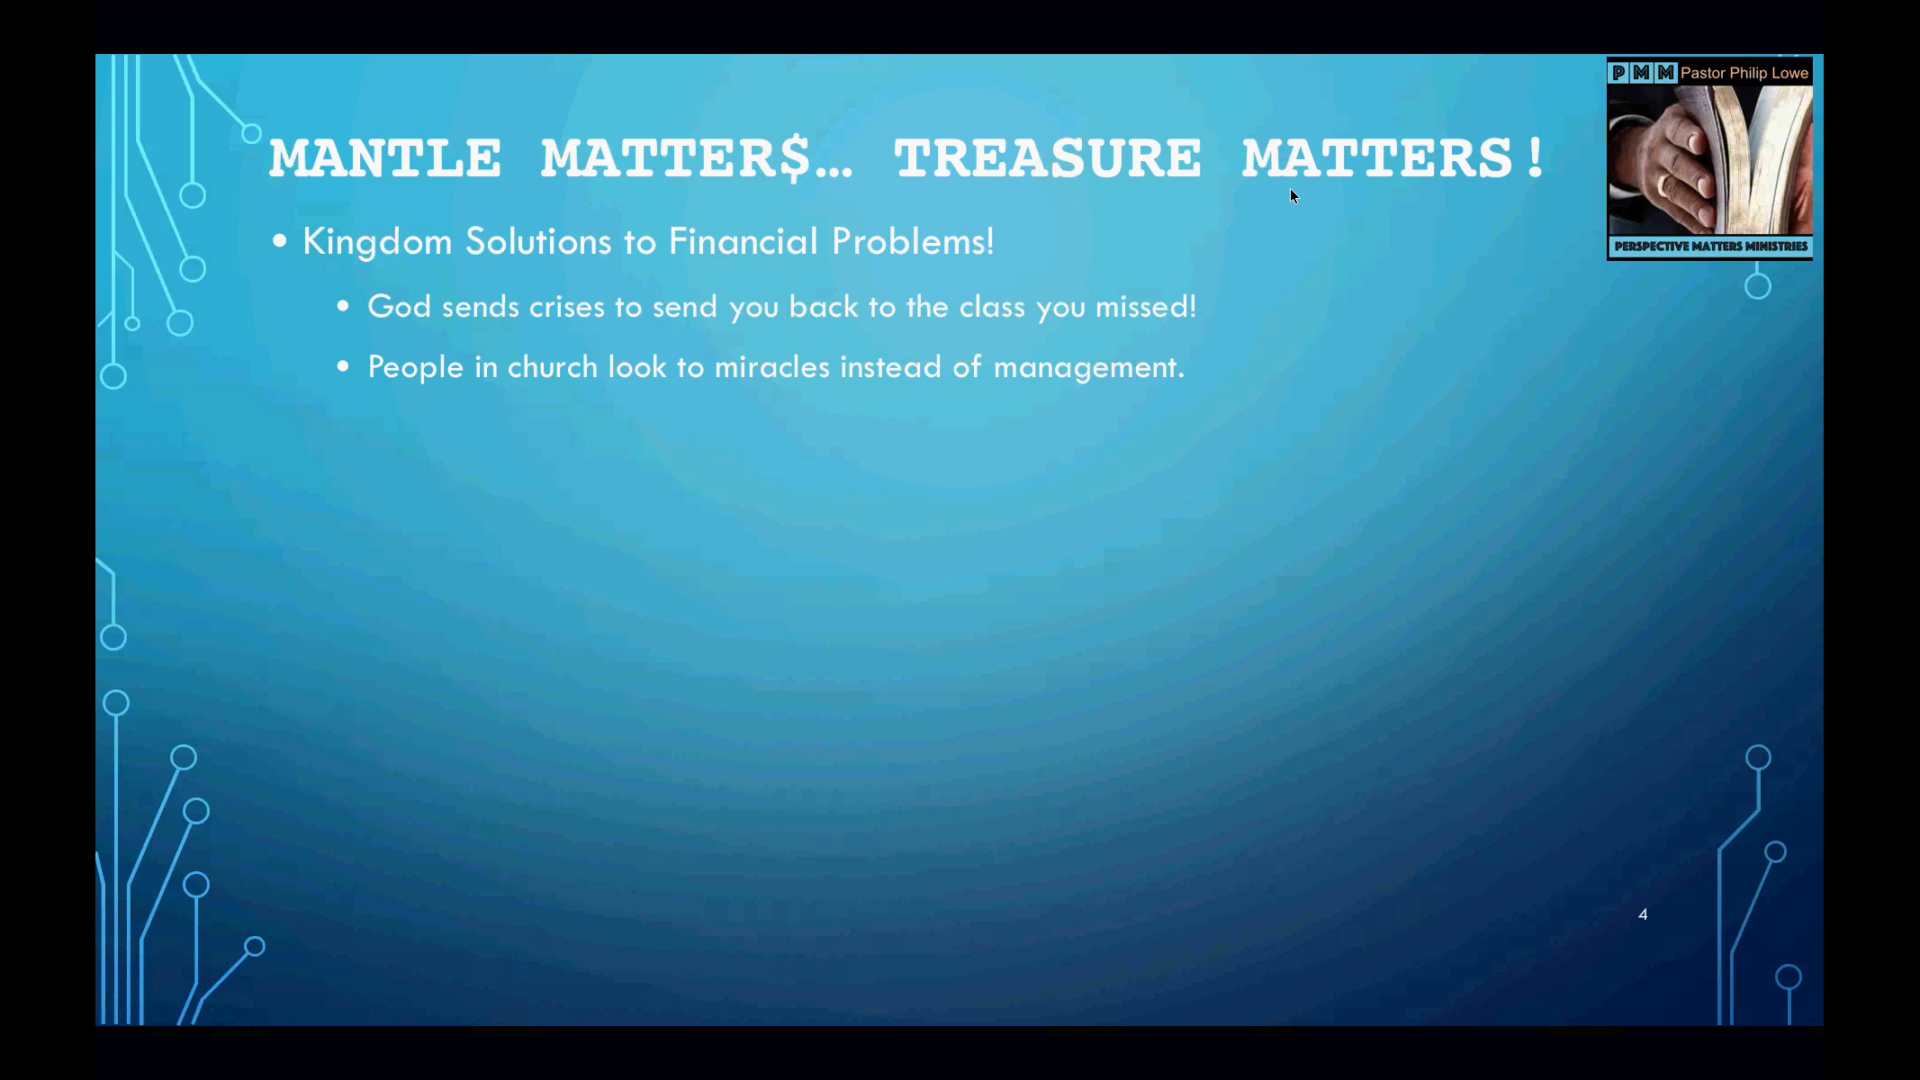 P M M Pastor Philip Lowe
MANTLE MATTER$... TREASURE MATTERS!
• Kingdom Solutions to Financial Problems!
PERSPECTIVE MATTERS MINISTRIES
• God sends crises to send you back to the class you missed!
• People in church look to miracles instead of management.
4